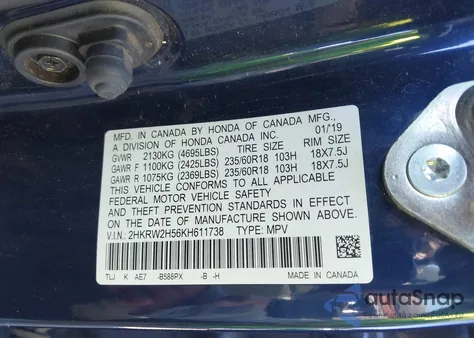 MFD. IN CANADA BY HONDA OF CANADA MFG.,
A DIVISION OF HONDA CANADA INC. 01/19
GVWR 2130KG (4695LBS) TIRE SIZE RIM SIZE
GAWR F 1100KG (2425LBS) 235/60R18 103H 18X7.5J
GAWR R 1075KG (2369LBS) 235/60R18 103H 18X7.5J
THIS VEHICLE CONFORMS TO ALL APPLICABLE
FEDERAL MOTOR VEHICLE SAFETY, BUMPER,
AND THEFT PREVENTION STANDARDS IN EFFECT
ON THE DATE OF MANUFACTURE SHOWN ABOVE.
V.I.N.: 2HKRW2H56KH611738 TYPE: MPV
TLJ K AE7 -B588PX -B -H MADE IN CANADA
autoSnap